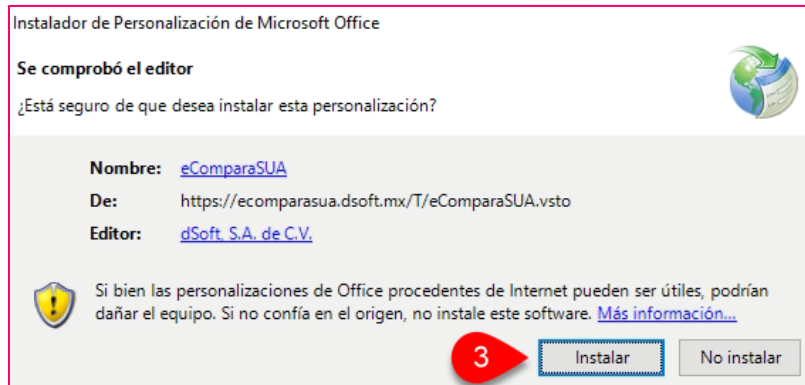 Instalador de Personalización de Microsoft Office
Se comprobó el editor
¿Está seguro de que desea instalar esta personalización?
Nombre: eComparaSUA
De: https://ecomparasua.dsoft.mx/T/eComparaSUA.vsto
Editor: dSoft, S.A. de C.V.
Si bien las personalizaciones de Office procedentes de Internet pueden ser útiles, podrían
dañar el equipo. Si no confía en el origen, no instale este software. Más información...
3 Instalar No instalar